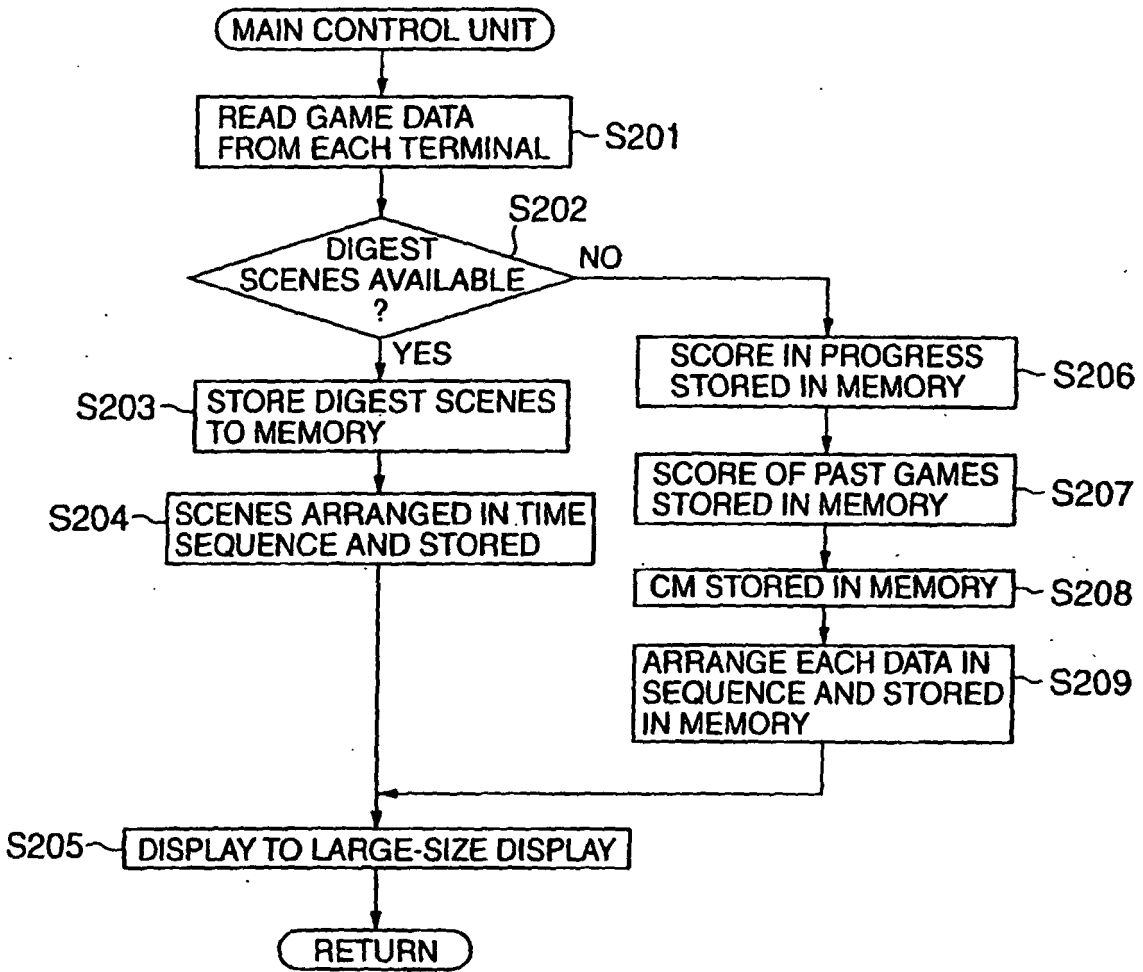 MAIN CONTROL UNIT
READ GAME DATA
FROM EACH TERMINAL
S201
S202
DIGEST
SCENES AVAILABLE
?
NO
YES
S203
STORE DIGEST SCENES
TO MEMORY
S204
SCENES ARRANGED IN TIME
SEQUENCE AND STORED
SCORE IN PROGRESS
STORED IN MEMORY
S206
SCORE OF PAST GAMES
STORED IN MEMORY
S207
CM STORED IN MEMORY
S208
ARRANGE EACH DATA IN
SEQUENCE AND STORED
IN MEMORY
S209
S205
DISPLAY TO LARGE-SIZE DISPLAY
RETURN